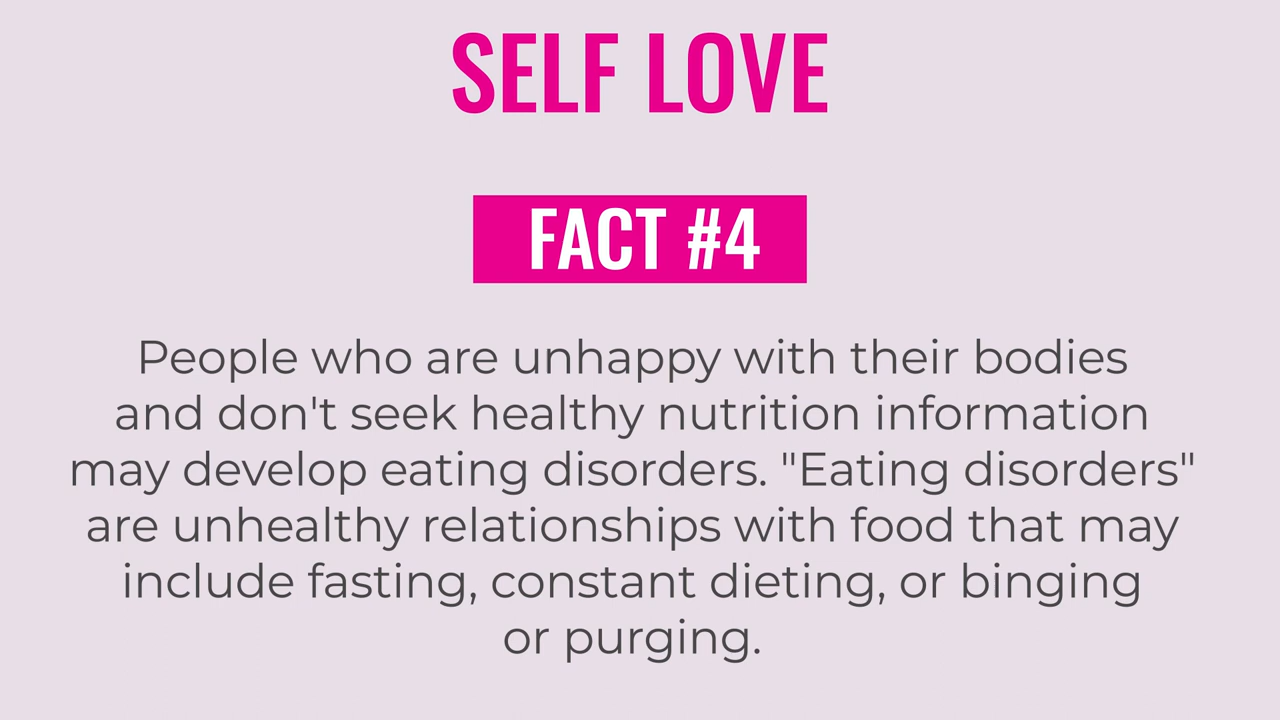 SELF LOVE
FACT #4
People who are unhappy with their bodies
and don't seek healthy nutrition information
may develop eating disorders. "Eating disorders"
are unhealthy relationships with food that may
include fasting, constant dieting, or binging
or purging.